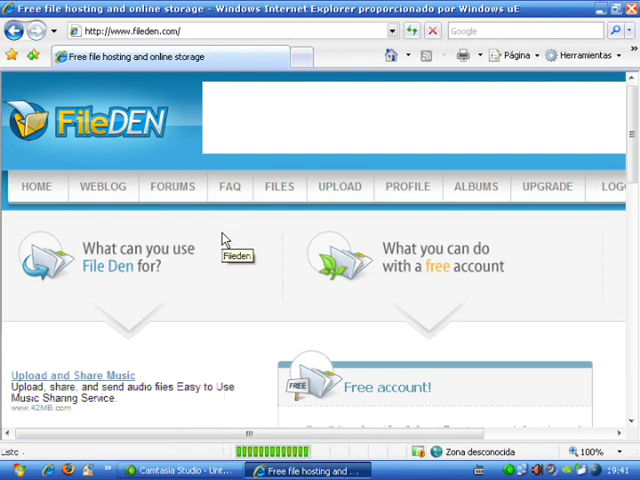 Free file hosting and online storage - Windows Internet Explorer proporcionado por Windows uE
http://www.fileden.com/
Google
Free file hosting and online storage
Página
Herramientas
FileDEN
HOME
WEBLOG
FORUMS
FAQ
FILES
UPLOAD
PROFILE
ALBUMS
UPGRADE
LOG
What can you use
File Den for?
Fileden
What you can do
with a free account
Upload and Share Music
Upload, share, and send audio files Easy to Use
Music Sharing Service.
www.42MB.com
FREE
Free account!
Listo
Zona desconocida
100%
Camtasia Studio - Unt...
Free file hosting and ...
19:41